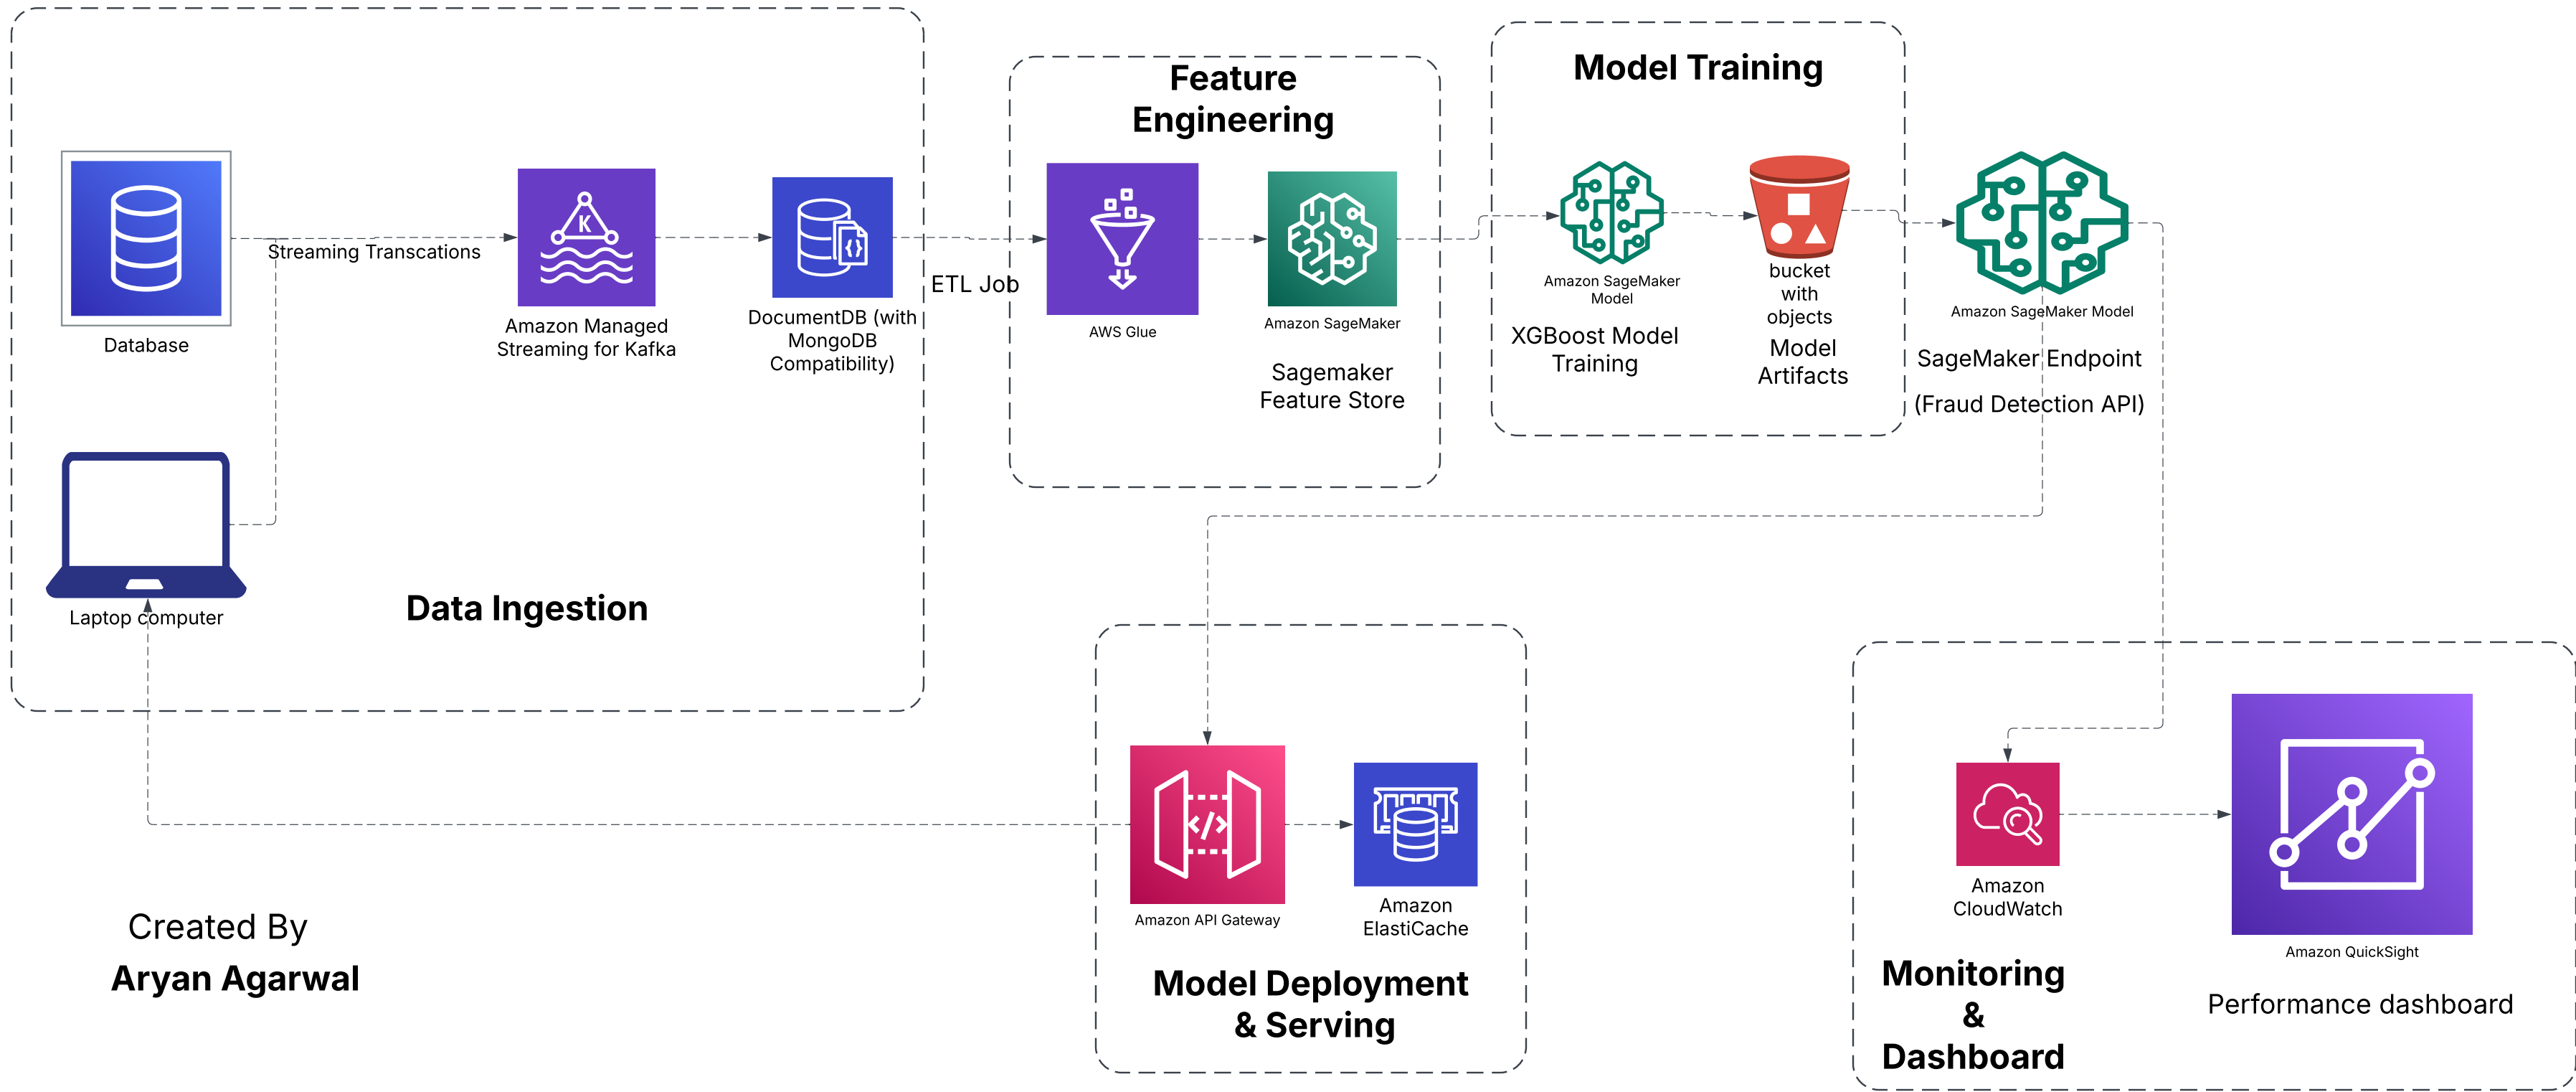 Feature
Engineering
Model Training
Streaming Transcations
Database
Amazon Managed
Streaming for Kafka
K
DocumentDB (with
MongoDB
Compatibility)
ETL Job
AWS Glue
Amazon SageMaker
Sagemaker
Feature Store
Amazon SageMaker
Model
XGBoost Model
Training
bucket
with
objects
Model
Artifacts
Amazon SageMaker Model
SageMaker Endpoint
(Fraud Detection API)
Laptop computer
Data Ingestion
Amazon API Gateway
Amazon
ElastiCache
Model Deployment
& Serving
Amazon
CloudWatch
Monitoring
&
Dashboard
Amazon QuickSight
Performance dashboard
Created By
Aryan Agarwal